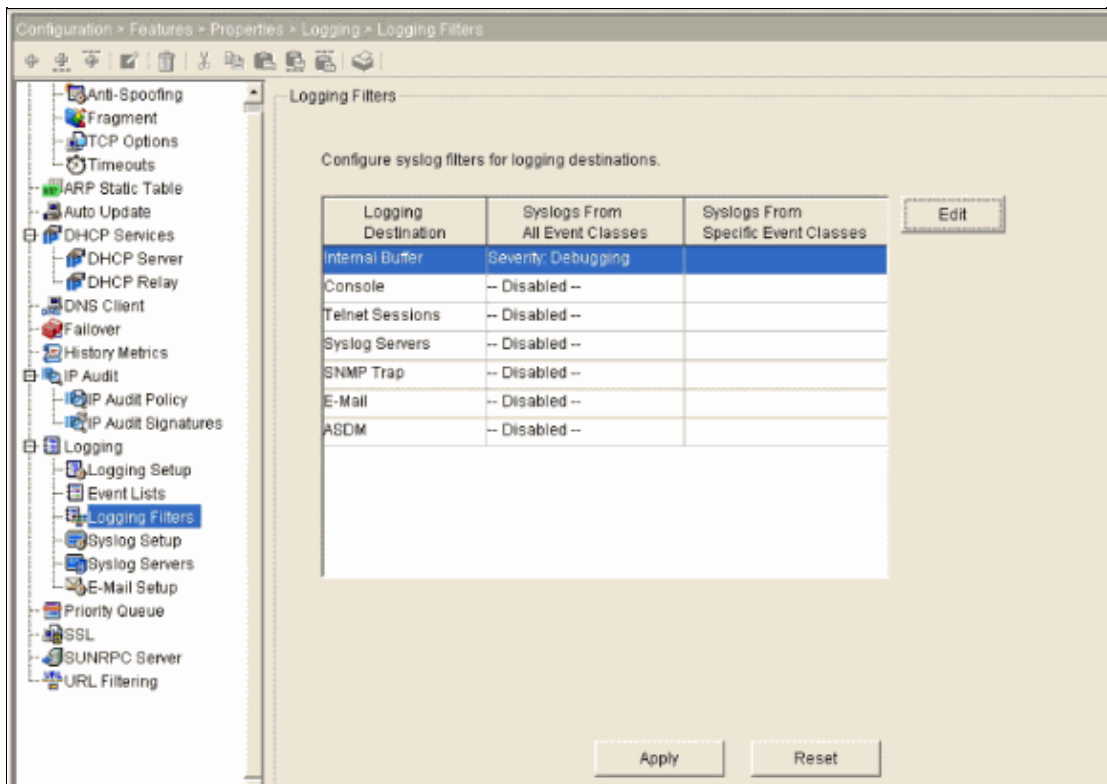 Configuration > Features > Properties > Logging > Logging Filters
Anti-Spoofing
Fragment
TCP Options
Timeouts
ARP Static Table
Auto Update
DHCP Services
DHCP Server
DHCP Relay
DNS Client
Failover
History Metrics
IP Audit
IP Audit Policy
IP Audit Signatures
Logging
Logging Setup
Event Lists
Logging Filters
Syslog Setup
Syslog Servers
E-Mail Setup
Priority Queue
SSL
SUNRPC Server
URL Filtering
Logging Filters
Configure syslog filters for logging destinations.
Logging Destination | Syslogs From All Event Classes | Syslogs From Specific Event Classes
Internal Buffer Severity: Debugging
Console -- Disabled --
Telnet Sessions -- Disabled --
Syslog Servers -- Disabled --
SNMP Trap -- Disabled --
E-Mail -- Disabled --
ASDM -- Disabled --
Edit
Apply Reset